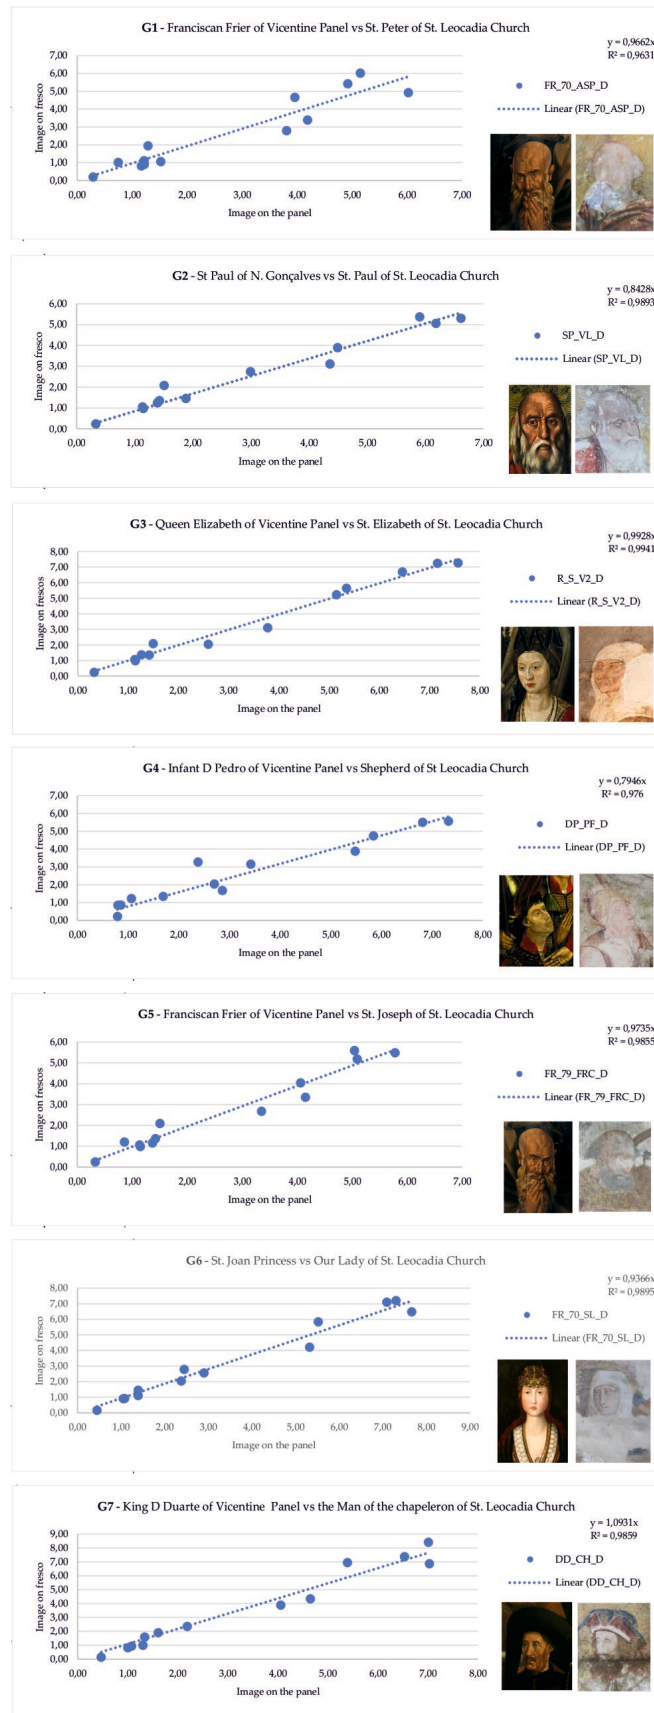 G1 - Franciscan Frier of Vicentine Panel vs St. Peter of St. Leocadia Church
y = 0,9662x
R² = 0,9631
7,00
6,00
5,00
4,00
3,00
2,00
1,00
0,00
Image on fresco
0,00 1,00 2,00 3,00 4,00 5,00 6,00 7,00
Image on the panel
FR_70_ASP_D
Linear (FR_70_ASP_D)
G2 - St Paul of N. Gonçalves vs St. Paul of St. Leocadia Church
y = 0,8428x
R² = 0,9893
6,00
5,00
4,00
3,00
2,00
1,00
0,00
Image on fresco
0,00 1,00 2,00 3,00 4,00 5,00 6,00 7,00
Image on the panel
SP_VL_D
Linear (SP_VL_D)
G3 - Queen Elizabeth of Vicentine Panel vs St. Elizabeth of St. Leocadia Church
y = 0,9928x
R² = 0,9941
8,00
7,00
6,00
5,00
4,00
3,00
2,00
1,00
0,00
Image on frescos
0,00 1,00 2,00 3,00 4,00 5,00 6,00 7,00 8,00
Image on the panel
R_S_V2_D
Linear (R_S_V2_D)
G4 - Infant D Pedro of Vicentine Panel vs Shepherd of St Leocadia Church
y = 0,7946x
R² = 0,976
7,00
6,00
5,00
4,00
3,00
2,00
1,00
0,00
Image on fresco
0,00 1,00 2,00 3,00 4,00 5,00 6,00 7,00 8,00
Image on the panel
DP_PF_D
Linear (DP_PF_D)
G5 - Franciscan Frier of Vicentine Panel vs St. Joseph of St. Leocadia Church
y = 0,9735x
R² = 0,9855
6,00
5,00
4,00
3,00
2,00
1,00
0,00
Image on frescos
0,00 1,00 2,00 3,00 4,00 5,00 6,00 7,00
Image on the panel
FR_79_FRC_D
Linear (FR_79_FRC_D)
G6 - St. Joan Princess vs Our Lady of St. Leocadia Church
y = 0,9366x
R² = 0,9895
8,00
7,00
6,00
5,00
4,00
3,00
2,00
1,00
0,00
Image on fresco
0,00 1,00 2,00 3,00 4,00 5,00 6,00 7,00 8,00 9,00
Image on the panel
FR_70_SL_D
Linear (FR_70_SL_D)
G7 - King D Duarte of Vicentine Panel vs the Man of the chapeleron of St. Leocadia Church
y = 1,0931x
R² = 0,9859
9,00
8,00
7,00
6,00
5,00
4,00
3,00
2,00
1,00
0,00
Image on fresco
0,00 1,00 2,00 3,00 4,00 5,00 6,00 7,00 8,00
Image on the panel
DD_CH_D
Linear (DD_CH_D)